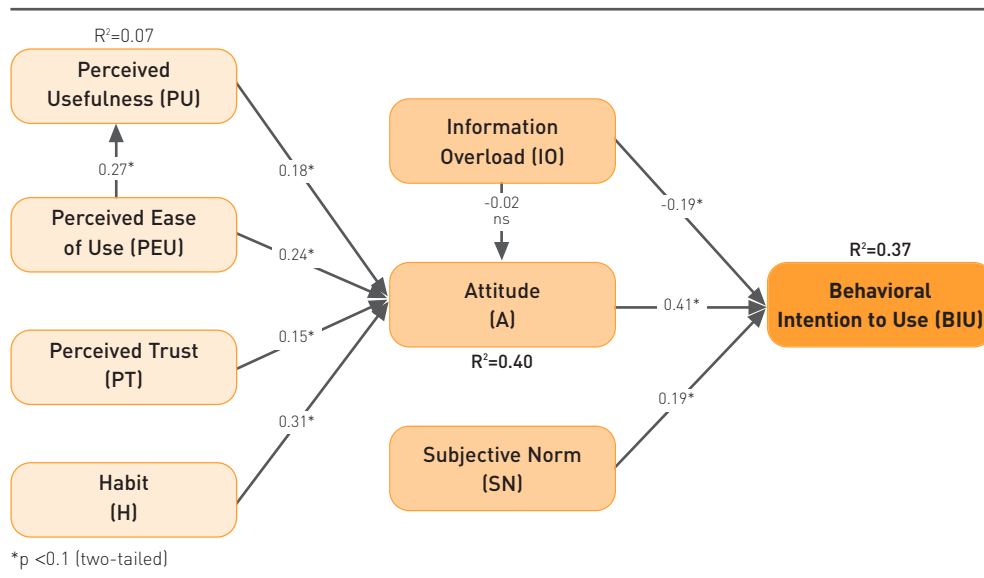 R²=0.07
Perceived
Usefulness (PU)
0.27*
Perceived Ease
of Use (PEU)
Perceived Trust
(PT)
Habit
(H)
0.18*
0.24*
0.15*
0.31*
Information
Overload (IO)
-0.02
ns
Attitude
(A)
R²=0.40
Subjective Norm
(SN)
-0.19*
0.41*
0.19*
R²=0.37
Behavioral
Intention to Use (BIU)
*p <0.1 (two-tailed)